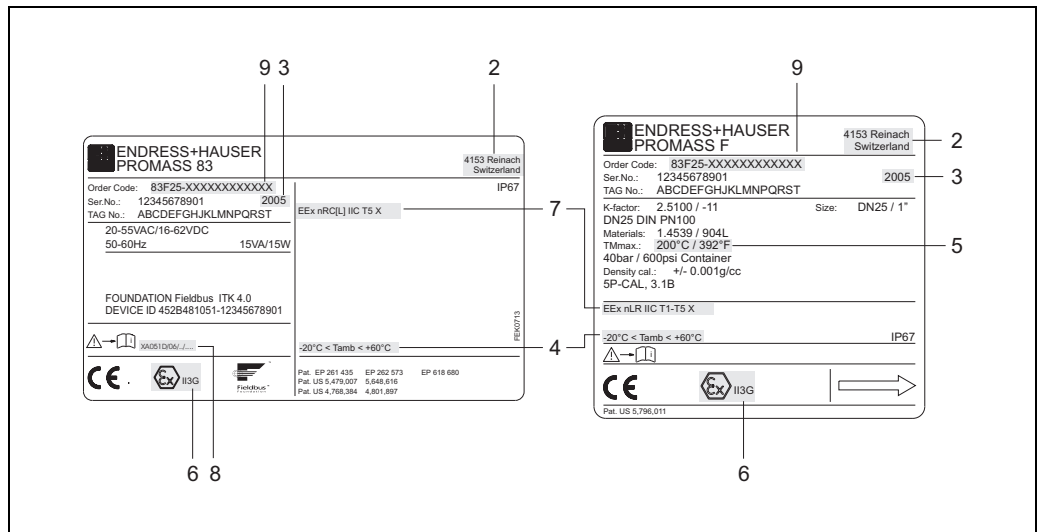 9 3
2
ENDRESS+HAUSER
PROMASS 83
4153 Reinach
Switzerland
Order Code: 83F25-XXXXXXXXXXXX
Ser.No.: 12345678901 2005
TAG No.: ABCDEFGHJKLMNPQRST
IP67
20-55VAC/16-62VDC
50-60Hz 15VA/15W
EEx nRC[L] IIC T5 X
FOUNDATION Fieldbus ITK 4.0
DEVICE ID 452B481051-12345678901
XA051D/06/../....
-20°C < Tamb < +60°C
FEK0713
CE
Ex II3G
Fieldbus
Foundation
Pat. EP 261 435 EP 262 573 EP 618 680
Pat. US 5,479,007 5,648,616
Pat. US 4,768,384 4,801,897
6 8
7
4
9
ENDRESS+HAUSER
PROMASS F
4153 Reinach
Switzerland
2
Order Code: 83F25-XXXXXXXXXXXX
Ser.No.: 12345678901 2005
3
TAG No.: ABCDEFGHJKLMNPQRST
K-factor: 2.5100 / -11 Size: DN25 / 1"
DN25 DIN PN100
Materials: 1.4539 / 904L
TMmax.: 200°C / 392°F
5
40bar / 600psi Container
Density cal.: +/- 0.001g/cc
5P-CAL, 3.1B
EEx nLR IIC T1-T5 X
-20°C < Tamb < +60°C IP67
i
CE
Ex II3G
Pat. US 5,796,011
6